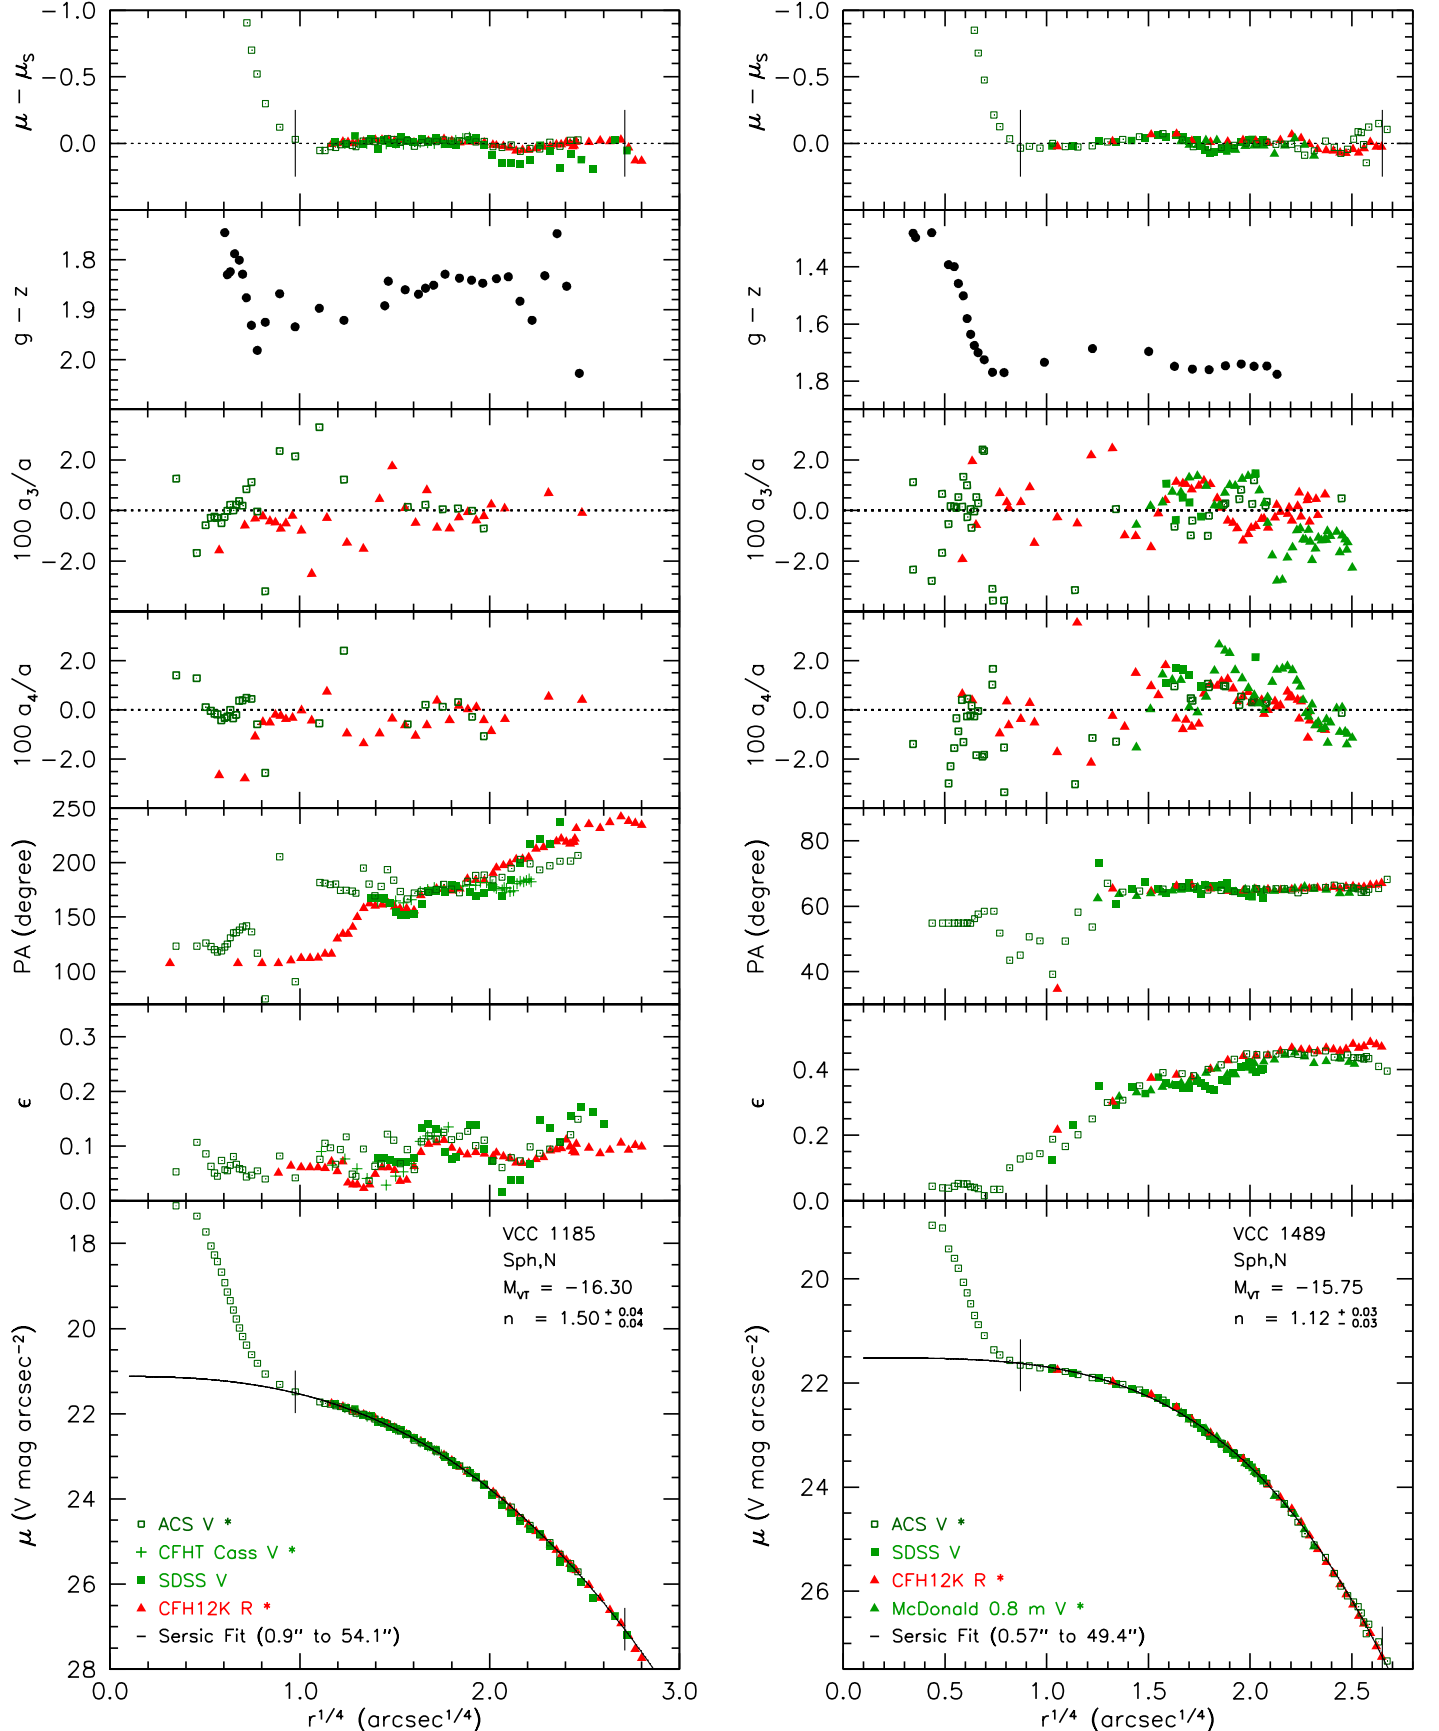 μ − μS
−1.0
−0.5
0.0
g − z
1.8
1.9
2.0
100 a3/a
2.0
0.0
−2.0
100 a4/a
2.0
0.0
−2.0
PA (degree)
250
200
150
100
ϵ
0.3
0.2
0.1
0.0
μ (V mag arcsec−2)
18
20
22
24
26
28
VCC 1185
Sph,N
MVT = −16.30
n = 1.50 + 0.04 − 0.04
ACS V *
CFHT Cass V *
SDSS V
CFH12K R *
− Sersic Fit (0.9" to 54.1")
0.0 1.0 2.0 3.0
r1/4 (arcsec1/4)
μ − μS
−1.0
−0.5
0.0
g − z
1.4
1.6
1.8
100 a3/a
2.0
0.0
−2.0
100 a4/a
2.0
0.0
−2.0
PA (degree)
80
60
40
ϵ
0.4
0.2
0.0
μ (V mag arcsec−2)
20
22
24
26
VCC 1489
Sph,N
MVT = −15.75
n = 1.12 + 0.03 − 0.03
ACS V *
SDSS V
CFH12K R *
McDonald 0.8 m V *
− Sersic Fit (0.57" to 49.4")
0.0 0.5 1.0 1.5 2.0 2.5
r1/4 (arcsec1/4)